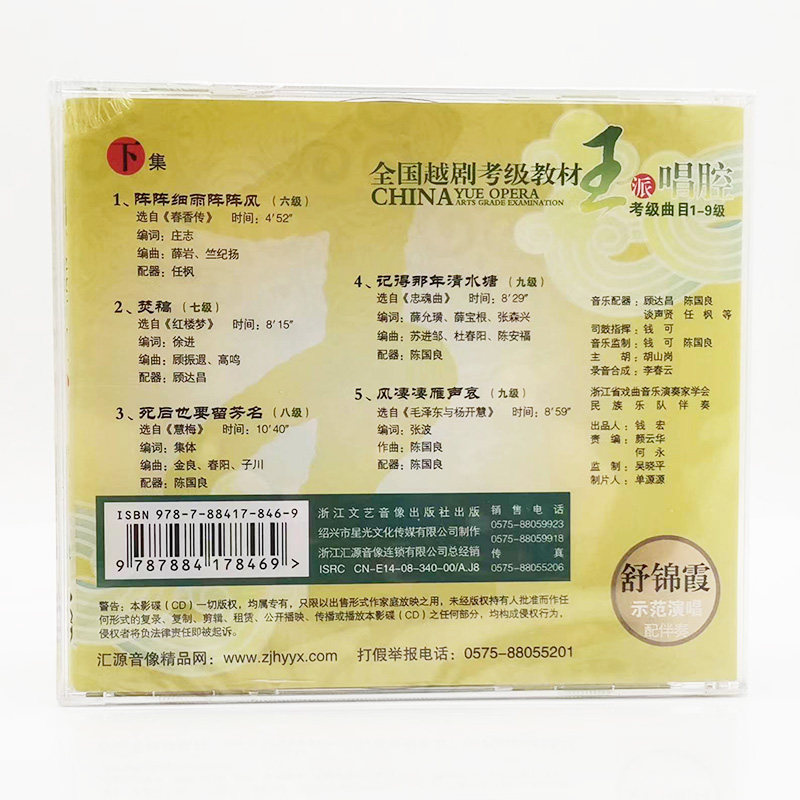 下集
全国越剧考级教材
CHINA YUE OPERA
ARTS GRADE EXAMINATION
王派唱腔
考级曲目1-9级
1、阵阵细雨阵阵风（六级）
选自《春香传》 时间：4′52″
编词：庄志
编曲：薛岩、竺纪扬
配器：任枫
2、焚稿（七级）
选自《红楼梦》 时间：8′15″
编词：徐进
编曲：顾振遐、高鸣
配器：顾达昌
3、死后也要留芳名（八级）
选自《慧梅》 时间：10′40″
编词：集体
编曲：金良、春阳、子川
配器：陈国良
4、记得那年清水塘（九级）
选自《忠魂曲》 时间：8′29″
编词：薛允璜、薛宝根、张森兴
编曲：苏进邹、杜春阳、陈安福
配器：陈国良
5、风凄凄雁声哀（九级）
选自《毛泽东与杨开慧》 时间：8′59″
编词：张波
作曲：陈国良
配器：陈国良
音乐配器：顾达昌 陈国良
谈声贤 任枫 等
司鼓指挥：钱可
音乐监制：钱可 陈国良
主胡：胡山岗
录音合成：李春云
浙江省戏曲音乐演奏家学会
民族乐队伴奏
出品人：钱宏
责编：颜云华
何永
监制：吴晓平
制片人：单源源
ISBN 978-7-88417-846-9
9 787884 178469 >
浙江文艺音像出版社出版
绍兴市星光文化传媒有限公司制作
浙江汇源音像连锁有限公司总经销
ISRC CN-E14-08-340-00/A.J8
销售电话
0575-88059923
0575-88059918
传真
0575-88055206
舒锦霞
示范演唱
配伴奏
警告：本影碟（CD）一切版权，均属专有，只限以出售形式作家庭放映之用，未经版权持有人批准而作任
何形式的复录、复制、剪辑、租赁、公开播映、传播或播放本影碟（CD）之任何部分，均构成侵权行为，
侵权者将负法律责任即被起诉。
汇源音像精品网：www.zjhyyx.com 打假举报电话：0575-88055201